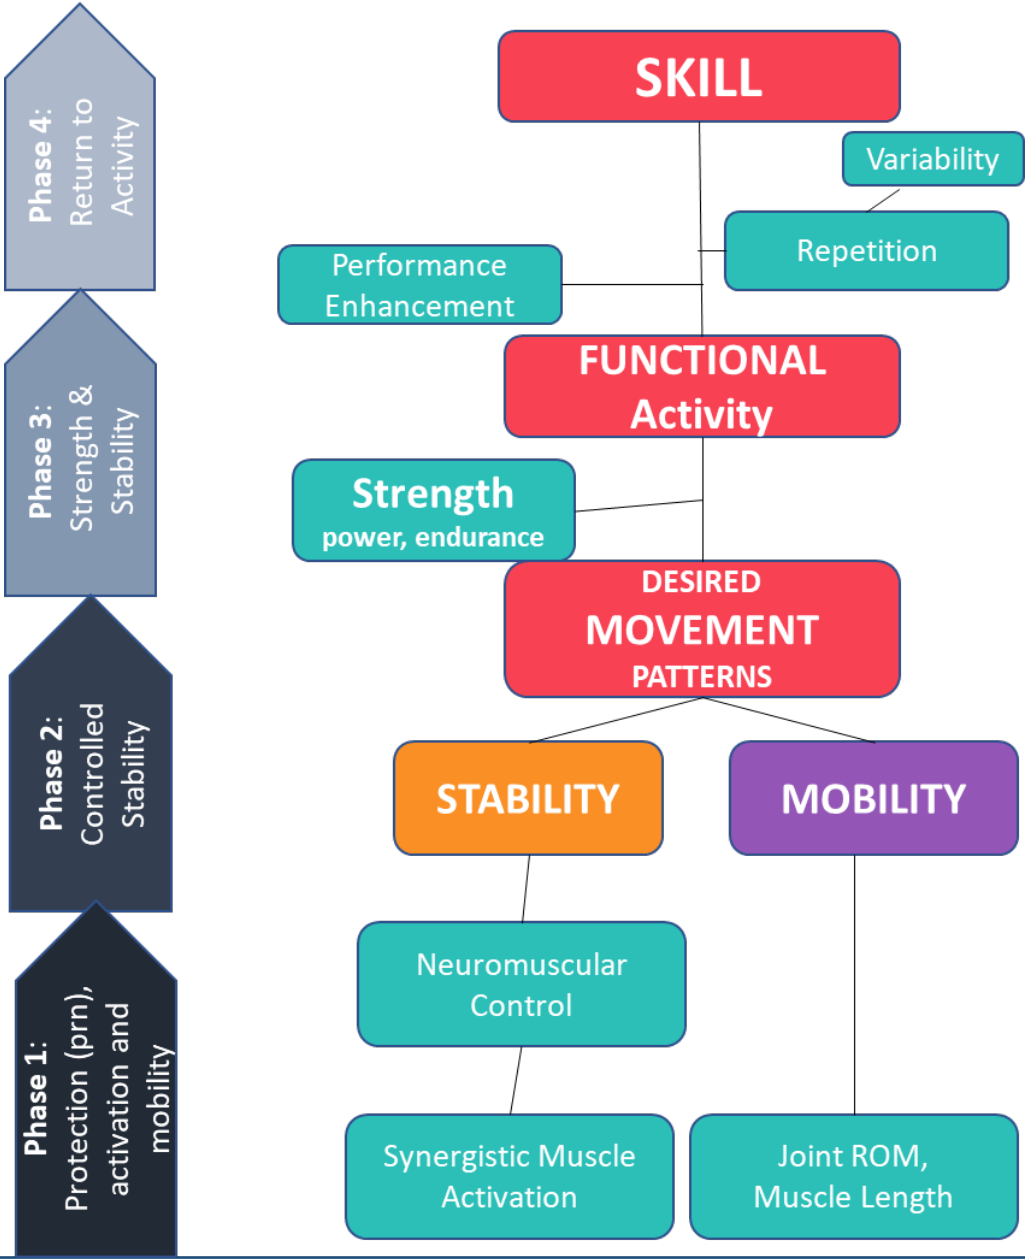 Phase 4:
Return to
Activity
Phase 3:
Strength &
Stability
Phase 2:
Controlled
Stability
Phase 1:
Protection (prn),
activation and
mobility
SKILL
Variability
Repetition
Performance
Enhancement
FUNCTIONAL
Activity
Strength
power, endurance
DESIRED
MOVEMENT
PATTERNS
STABILITY
MOBILITY
Neuromuscular
Control
Synergistic Muscle
Activation
Joint ROM,
Muscle Length